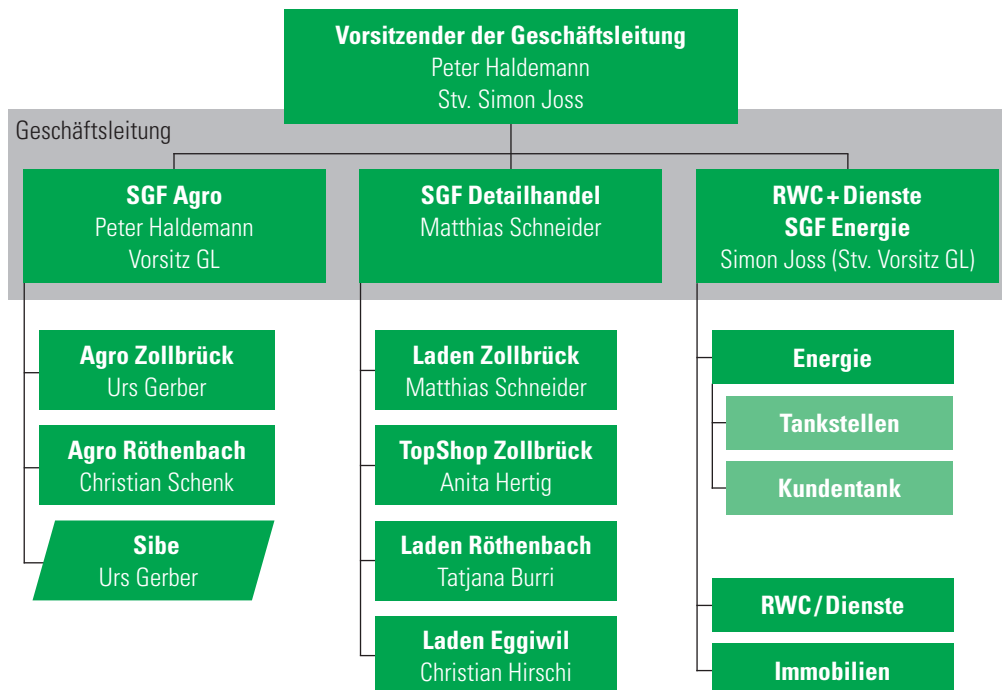 Vorsitzender der Geschäftsleitung
Peter Haldemann
Stv. Simon Joss
Geschäftsleitung
SGF Agro
Peter Haldemann
Vorsitz GL
SGF Detailhandel
Matthias Schneider
RWC + Dienste
SGF Energie
Simon Joss (Stv. Vorsitz GL)
Agro Zollbrück
Urs Gerber
Agro Röthenbach
Christian Schenk
Sibe
Urs Gerber
Laden Zollbrück
Matthias Schneider
TopShop Zollbrück
Anita Hertig
Laden Röthenbach
Tatjana Burri
Laden Eggiwil
Christian Hirschi
Energie
Tankstellen
Kundentank
RWC / Dienste
Immobilien